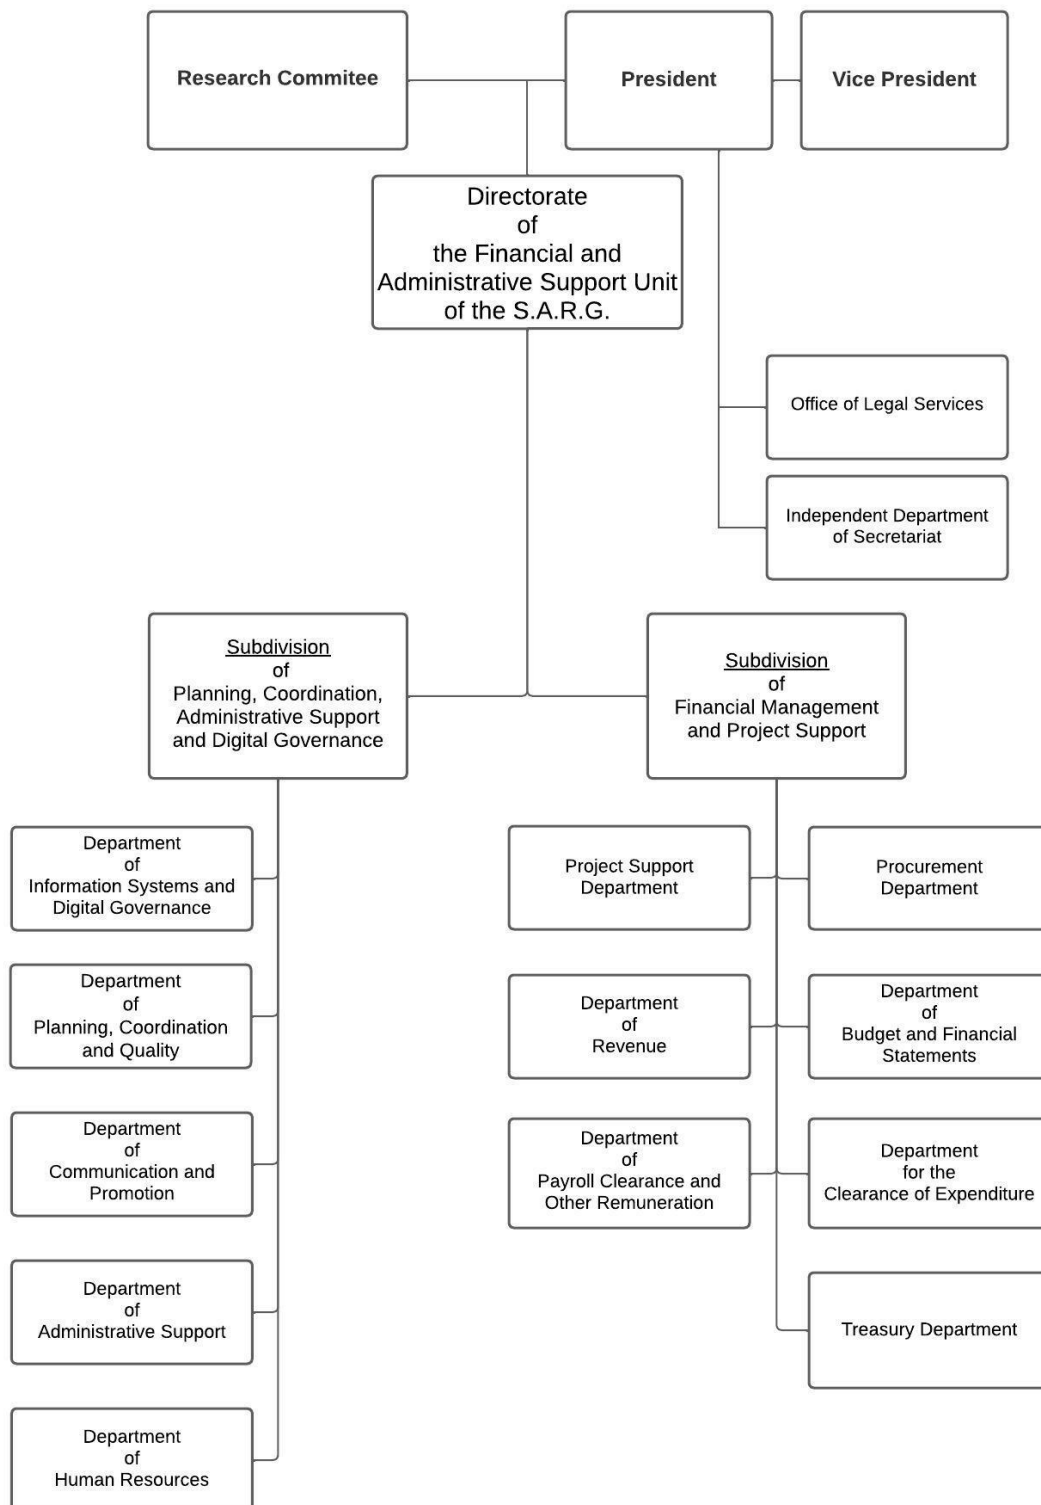 Research Commitee
President
Vice President
Directorate
of
the Financial and
Administrative Support Unit
of the S.A.R.G.
Office of Legal Services
Independent Department
of Secretariat
Subdivision
of
Planning, Coordination,
Administrative Support
and Digital Governance
Subdivision
of
Financial Management
and Project Support
Department
of
Information Systems and
Digital Governance
Project Support
Department
Procurement
Department
Department
of
Planning, Coordination
and Quality
Department
of
Revenue
Department
of
Budget and Financial
Statements
Department
of
Communication and
Promotion
Department
of
Payroll Clearance and
Other Remuneration
Department
for the
Clearance of Expenditure
Department
of
Administrative Support
Treasury Department
Department
of
Human Resources